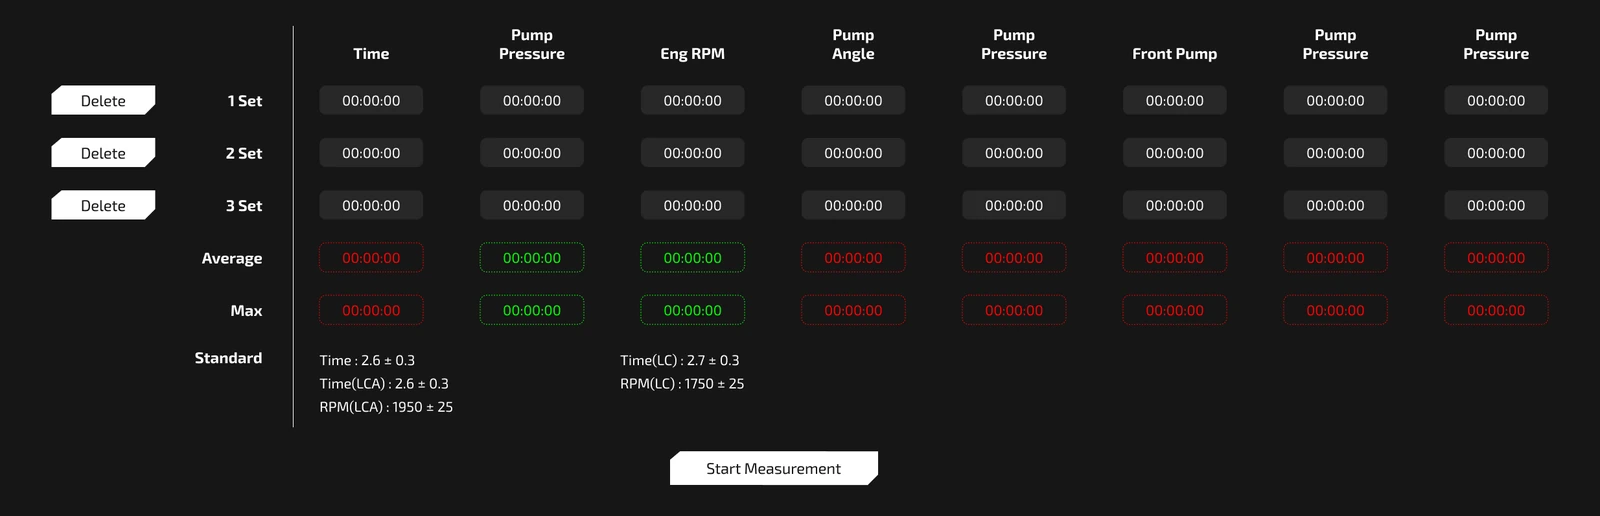 Time Pump Pressure Eng RPM Pump Angle Pump Pressure Front Pump Pump Pressure Pump Pressure
Delete 1 Set 00:00:00 00:00:00 00:00:00 00:00:00 00:00:00 00:00:00 00:00:00 00:00:00
Delete 2 Set 00:00:00 00:00:00 00:00:00 00:00:00 00:00:00 00:00:00 00:00:00 00:00:00
Delete 3 Set 00:00:00 00:00:00 00:00:00 00:00:00 00:00:00 00:00:00 00:00:00 00:00:00
Average 00:00:00 00:00:00 00:00:00 00:00:00 00:00:00 00:00:00 00:00:00 00:00:00
Max 00:00:00 00:00:00 00:00:00 00:00:00 00:00:00 00:00:00 00:00:00 00:00:00
Standard Time : 2.6 ± 0.3 Time(LC) : 2.7 ± 0.3
Time(LCA) : 2.6 ± 0.3 RPM(LC) : 1750 ± 25
RPM(LCA) : 1950 ± 25
Start Measurement